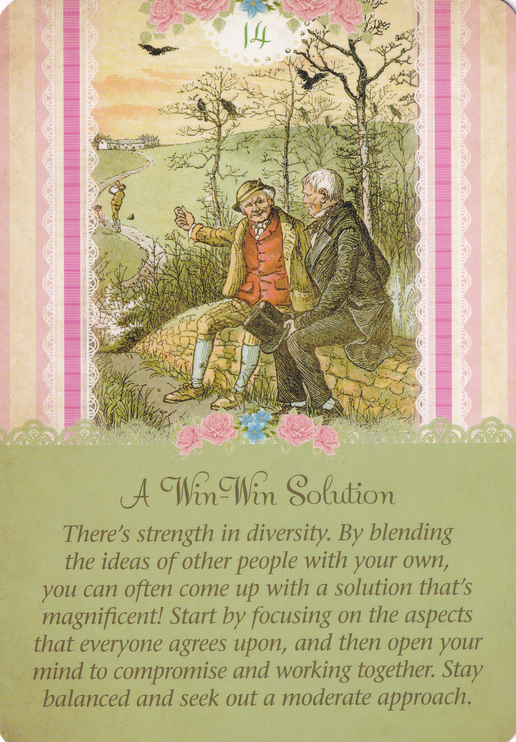 14
A Win-Win Solution
There's strength in diversity. By blending
the ideas of other people with your own,
you can often come up with a solution that's
magnificent! Start by focusing on the aspects
that everyone agrees upon, and then open your
mind to compromise and working together. Stay
balanced and seek out a moderate approach.